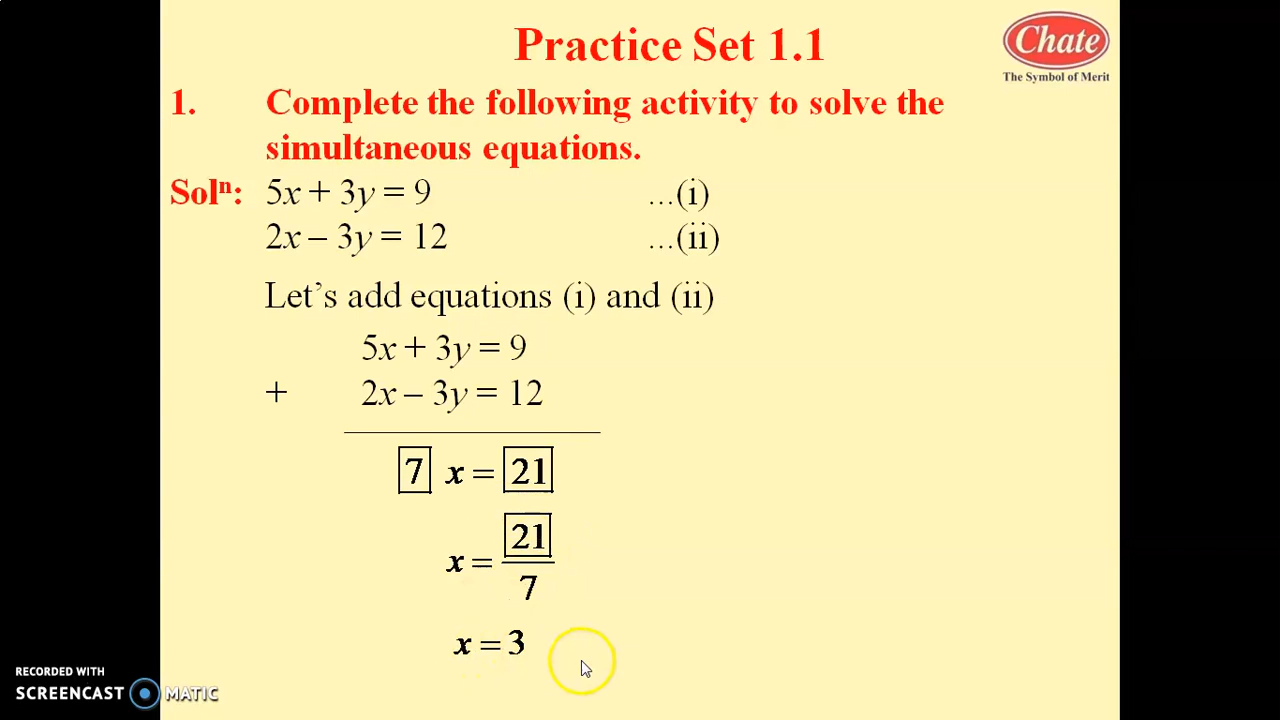 Practice Set 1.1
Chate
The Symbol of Merit
1. Complete the following activity to solve the
simultaneous equations.
Solⁿ: 5x + 3y = 9 ...(i)
2x – 3y = 12 ...(ii)
Let's add equations (i) and (ii)
5x + 3y = 9
+ 2x – 3y = 12
7 x = 21
x = 21
7
x = 3
RECORDED WITH
SCREENCAST MATIC